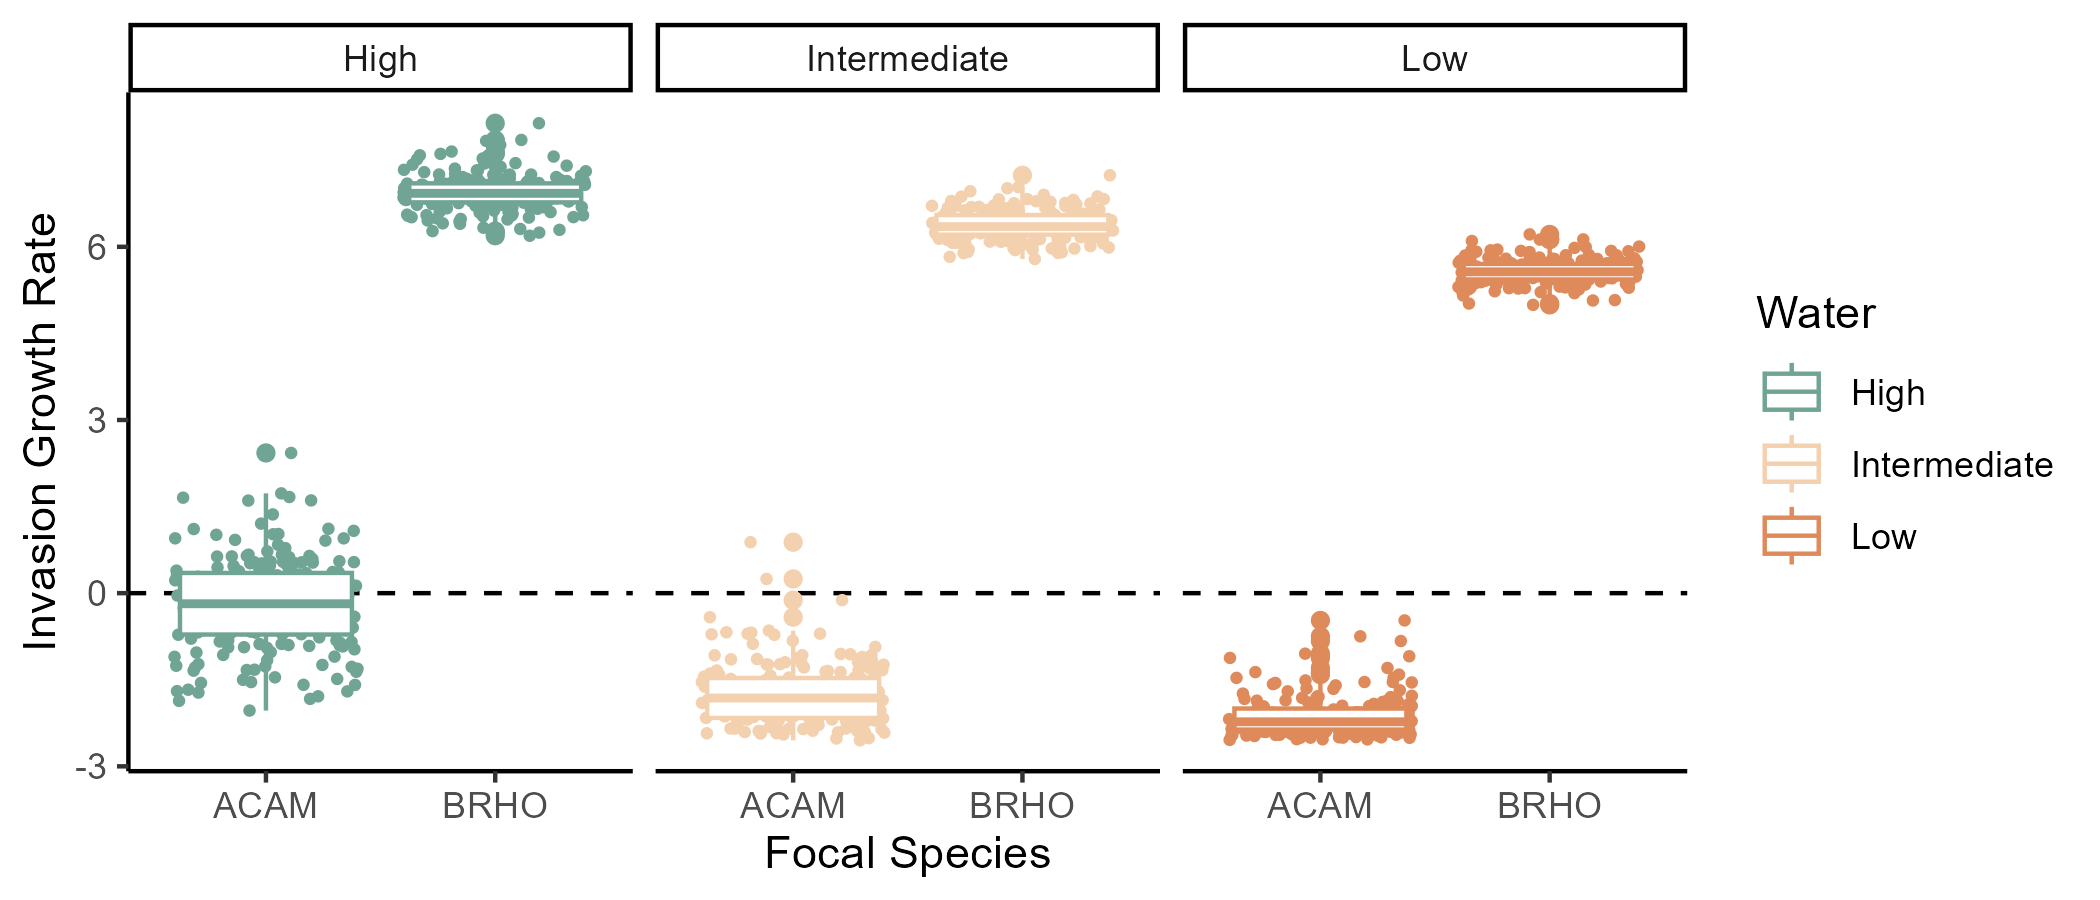 High
Intermediate
Low
Invasion Growth Rate
6
3
0
-3
ACAM
BRHO
ACAM
BRHO
ACAM
BRHO
Focal Species
Water
High
Intermediate
Low